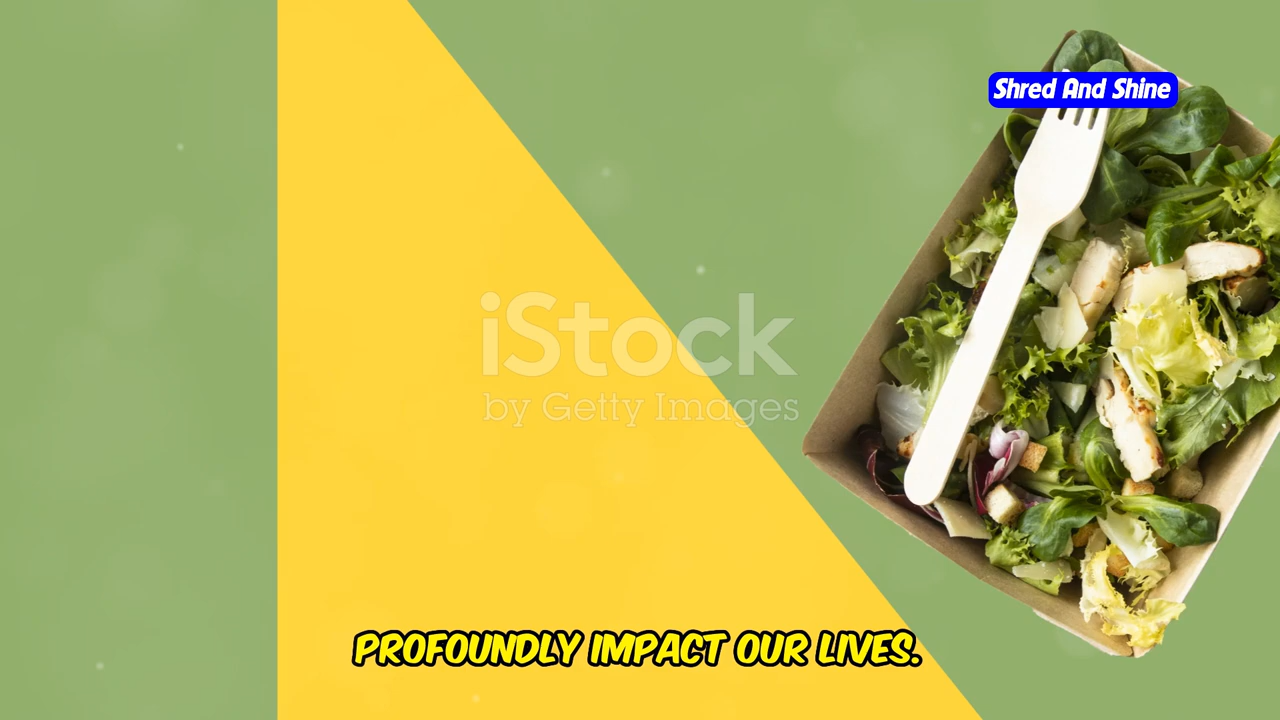 Shred And Shine
iStock
by Getty Images
PROFOUNDLY IMPACT OUR LIVES.